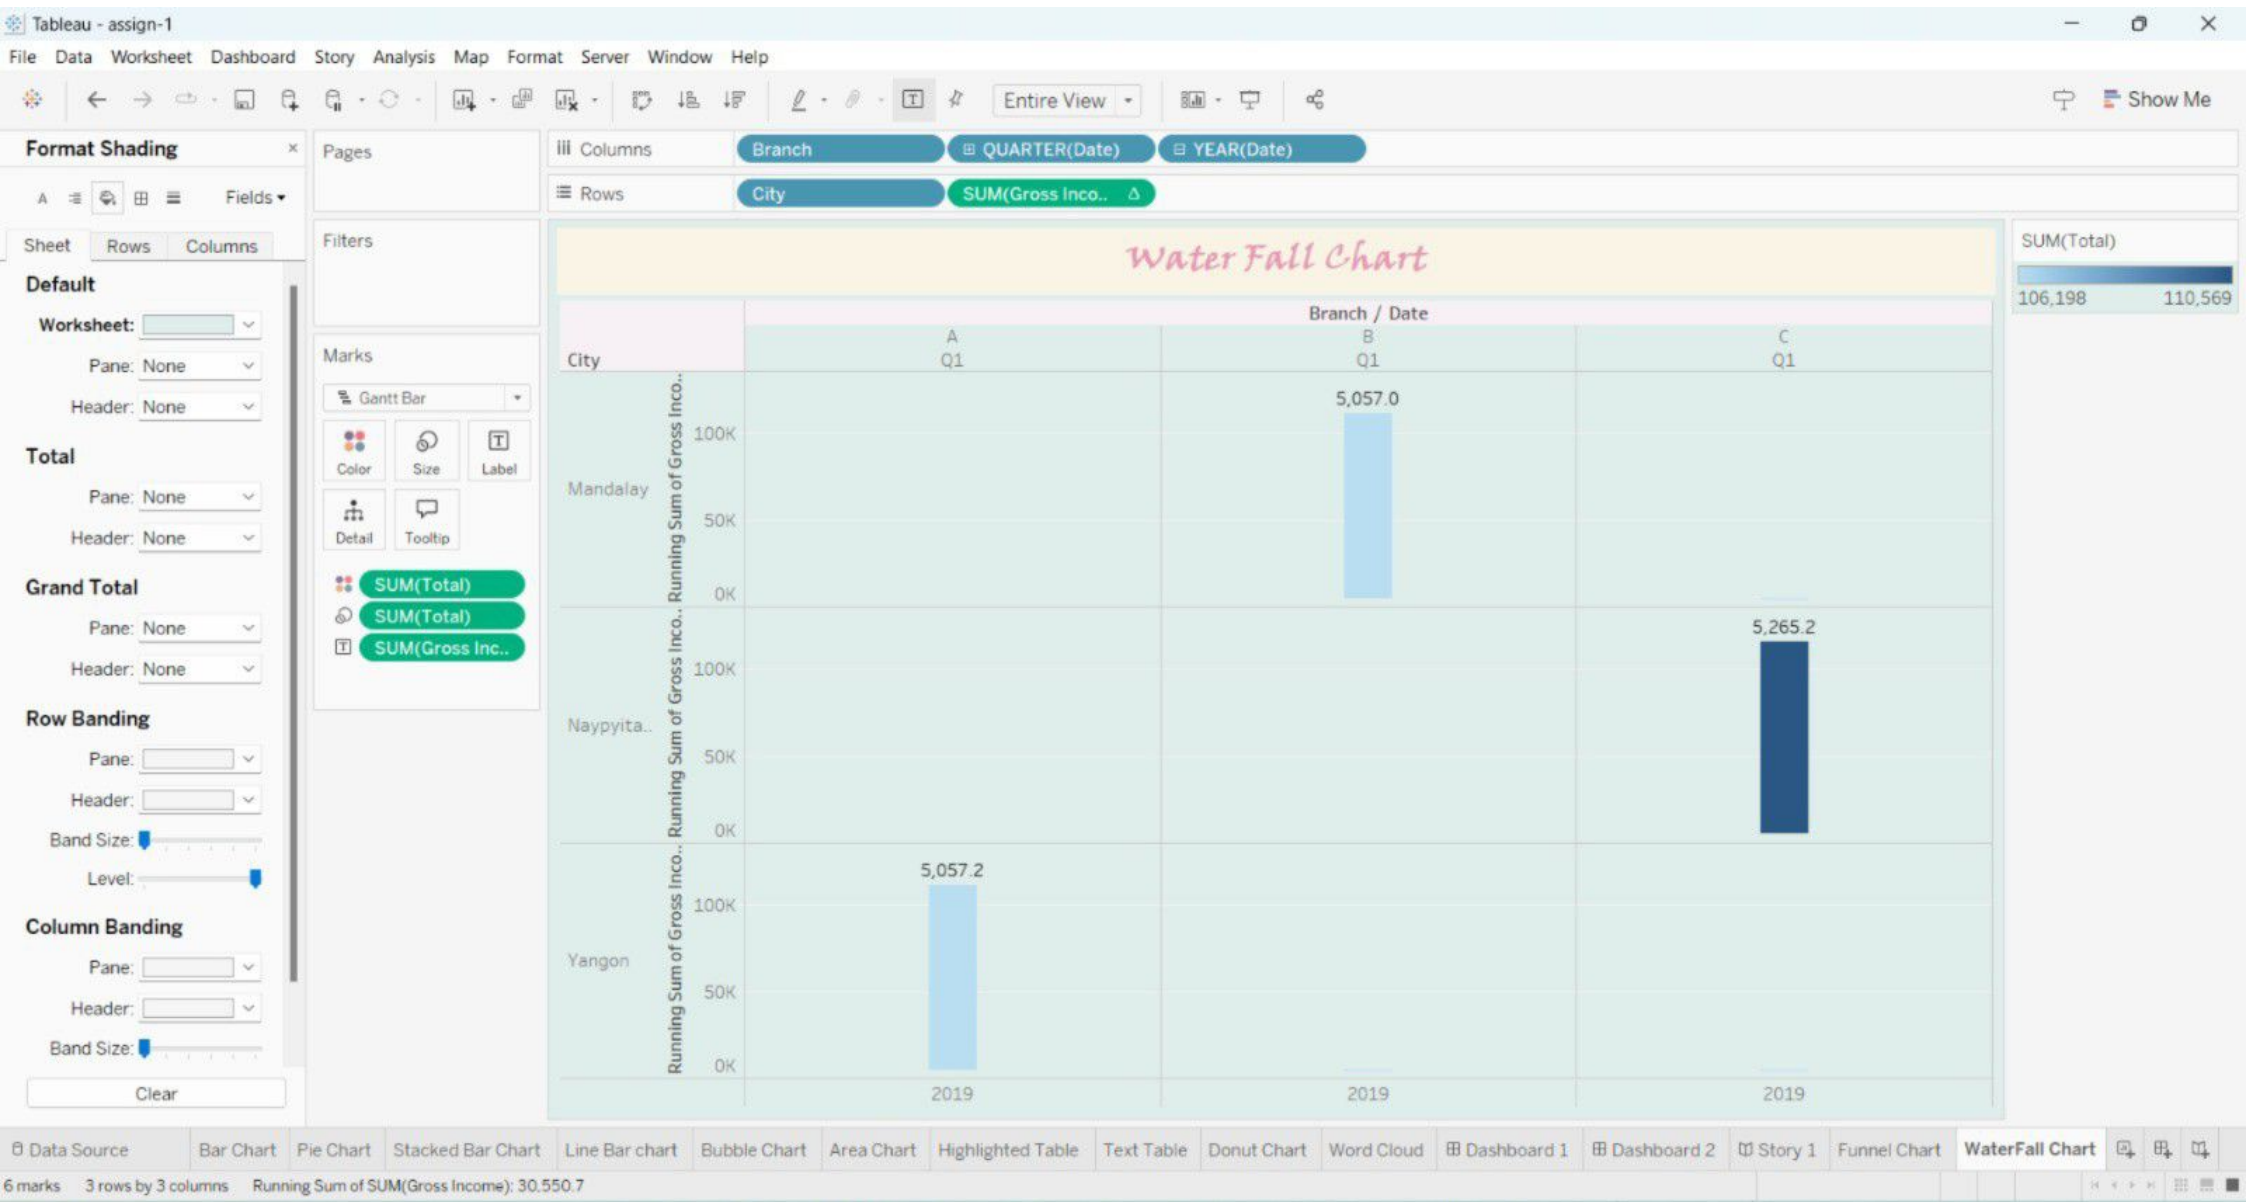 Tableau - assign-1
File Data Worksheet Dashboard Story Analysis Map Format Server Window Help
Entire View
Show Me
Format Shading
Fields
Sheet Rows Columns
Default
Worksheet:
Pane: None
Header: None
Total
Pane: None
Header: None
Grand Total
Pane: None
Header: None
Row Banding
Pane:
Header:
Band Size:
Level:
Column Banding
Pane:
Header:
Band Size:
Clear
Pages
Filters
Marks
Gantt Bar
Color Size Label
Detail Tooltip
SUM(Total)
SUM(Total)
SUM(Gross Inc..
Columns Branch QUARTER(Date) YEAR(Date)
Rows City SUM(Gross Inco.. Δ
Water Fall Chart
Branch / Date
A B C
City Q1 Q1 Q1
Mandalay
Running Sum of Gross Inco..
100K
50K
0K
5,057.0
Naypyita..
Running Sum of Gross Inco..
100K
50K
0K
5,265.2
Yangon
Running Sum of Gross Inco..
100K
50K
0K
5,057.2
2019 2019 2019
SUM(Total)
106,198 110,569
Data Source Bar Chart Pie Chart Stacked Bar Chart Line Bar chart Bubble Chart Area Chart Highlighted Table Text Table Donut Chart Word Cloud Dashboard 1 Dashboard 2 Story 1 Funnel Chart WaterFall Chart
6 marks 3 rows by 3 columns Running Sum of SUM(Gross Income): 30,550.7